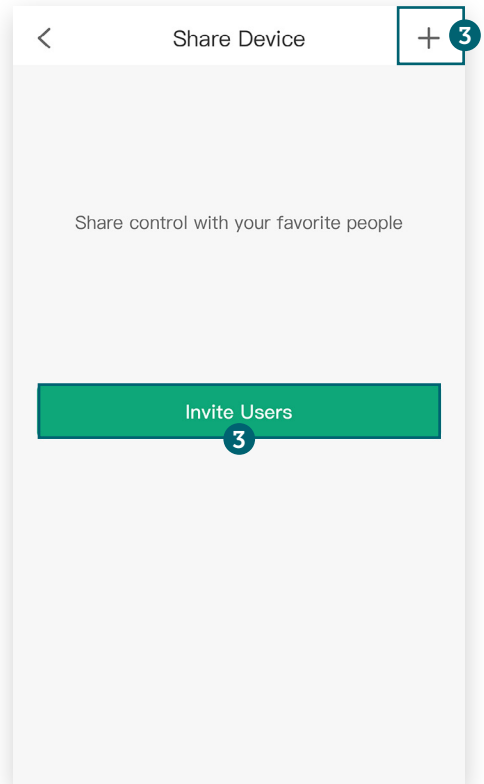 Share Device
3
Share control with your favorite people
Invite Users
3